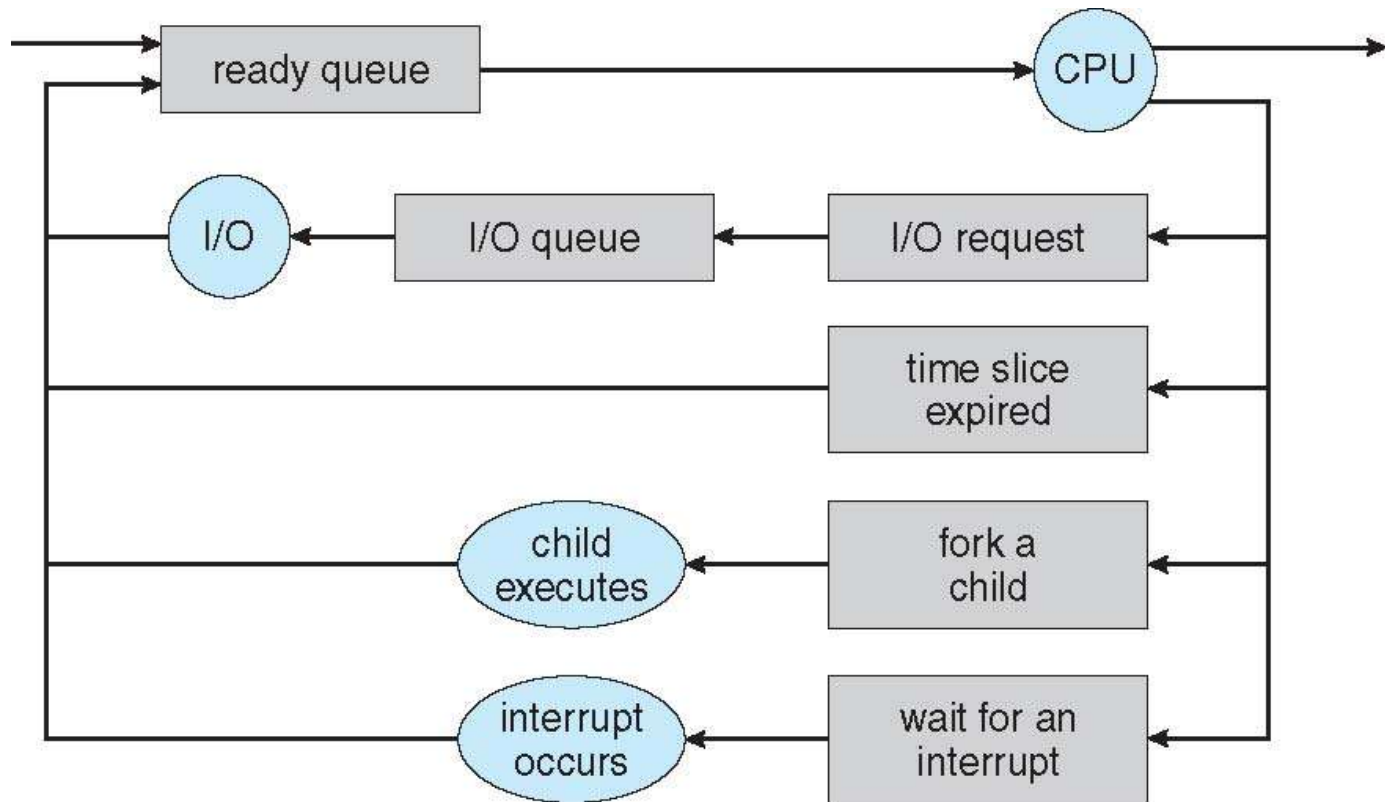 ready queue
CPU
I/O
I/O queue
I/O request
time slice
expired
child
executes
fork a
child
interrupt
occurs
wait for an
interrupt